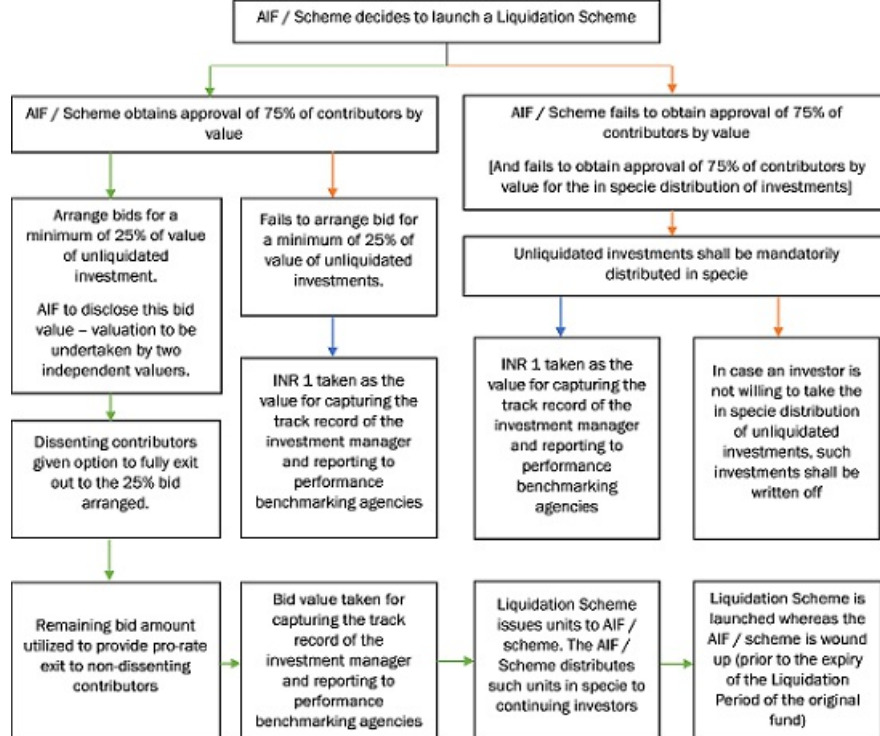 AIF / Scheme decides to launch a Liquidation Scheme
AIF / Scheme obtains approval of 75% of contributors by
value
AIF / Scheme fails to obtain approval of 75% of
contributors by value
[And fails to obtain approval of 75% of contributors by
value for the in specie distribution of investments]
Arrange bids for a
minimum of 25% of value
of unliquidated
investment.
AIF to disclose this bid
value – valuation to be
undertaken by two
independent valuers.
Fails to arrange bid for
a minimum of 25% of
value of unliquidated
investments.
Unliquidated investments shall be mandatorily
distributed in specie
INR 1 taken as the
value for capturing the
track record of the
investment manager
and reporting to
performance
benchmarking agencies
INR 1 taken as the
value for capturing the
track record of the
investment manager
and reporting to
performance
benchmarking
agencies
In case an investor is
not willing to take the
in specie distribution
of unliquidated
investments, such
investments shall be
written off
Dissenting contributors
given option to fully exit
out to the 25% bid
arranged.
Remaining bid amount
utilized to provide pro-rate
exit to non-dissenting
contributors
Bid value taken for
capturing the track
record of the
investment manager
and reporting to
performance
benchmarking agencies
Liquidation Scheme
issues units to AIF /
scheme. The AIF /
Scheme distributes
such units in specie to
continuing investors
Liquidation Scheme is
launched whereas the
AIF / scheme is wound
up (prior to the expiry
of the Liquidation
Period of the original
fund)